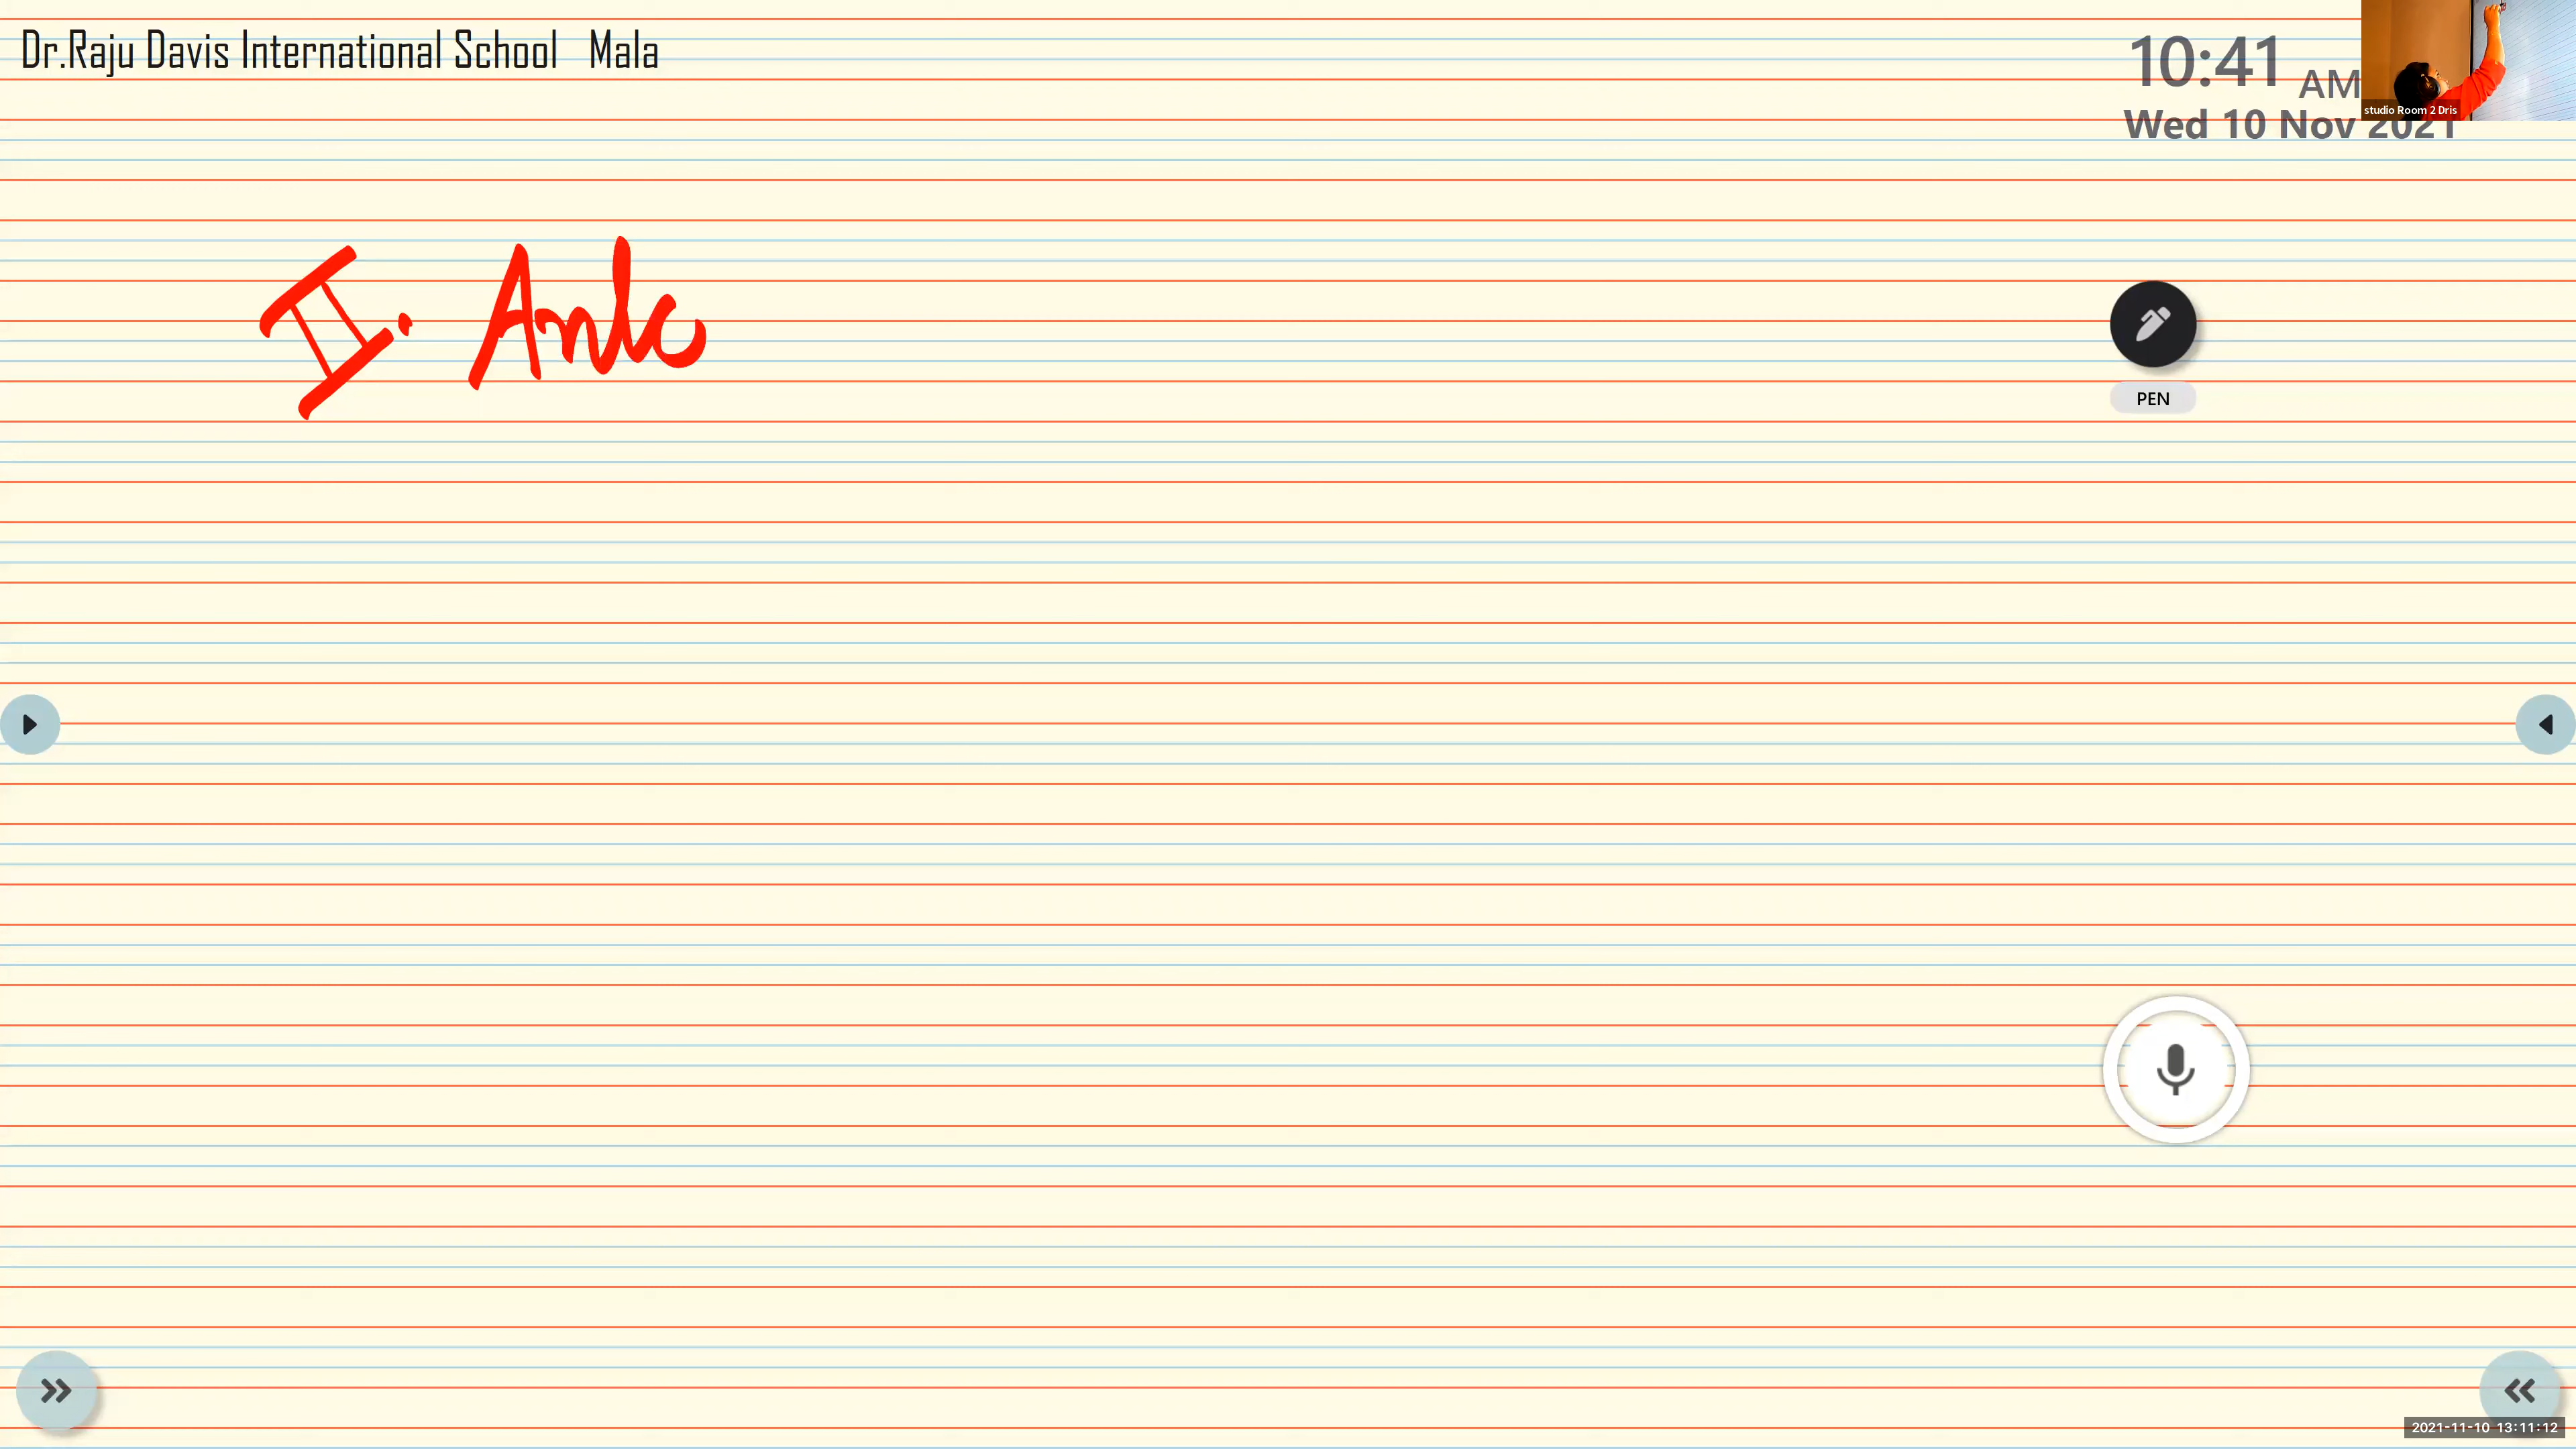 Dr.Raju Davis International School Mala
10:41 AM
Wed 10 Nov 2021
studio Room 2 Dris
II.
PEN
2021-11-10 13:11:12